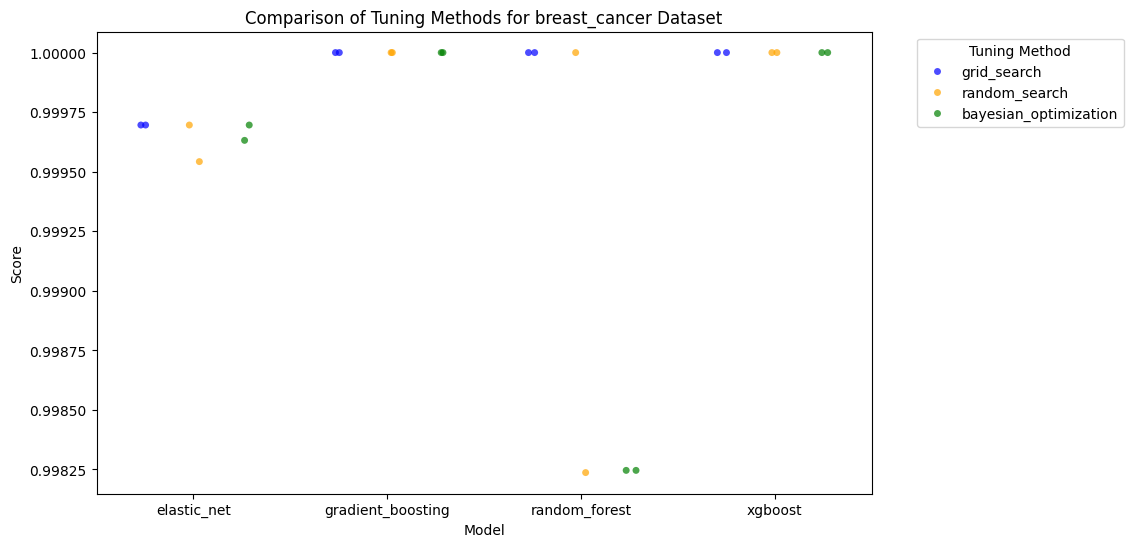 Comparison of Tuning Methods for breast_cancer Dataset
Tuning Method
grid_search
random_search
bayesian_optimization
Score
1.00000
0.99975
0.99950
0.99925
0.99900
0.99875
0.99850
0.99825
elastic_net gradient_boosting random_forest xgboost
Model